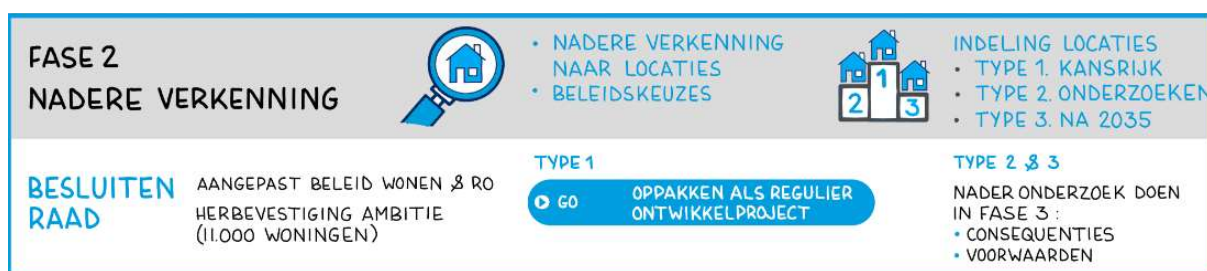 FASE 2
NADERE VERKENNING
• NADERE VERKENNING
NAAR LOCATIES
• BELEIDSKEUZES
1
2
3
INDELING LOCATIES
• TYPE 1. KANSRIJK
• TYPE 2. ONDERZOEKEN
• TYPE 3. NA 2035
BESLUITEN
RAAD
AANGEPAST BELEID WONEN & RO
HERBEVESTIGING AMBITIE
(11.000 WONINGEN)
TYPE 1
GO
OPPAKKEN ALS REGULIER
ONTWIKKELPROJECT
TYPE 2 & 3
NADER ONDERZOEK DOEN
IN FASE 3 :
• CONSEQUENTIES
• VOORWAARDEN